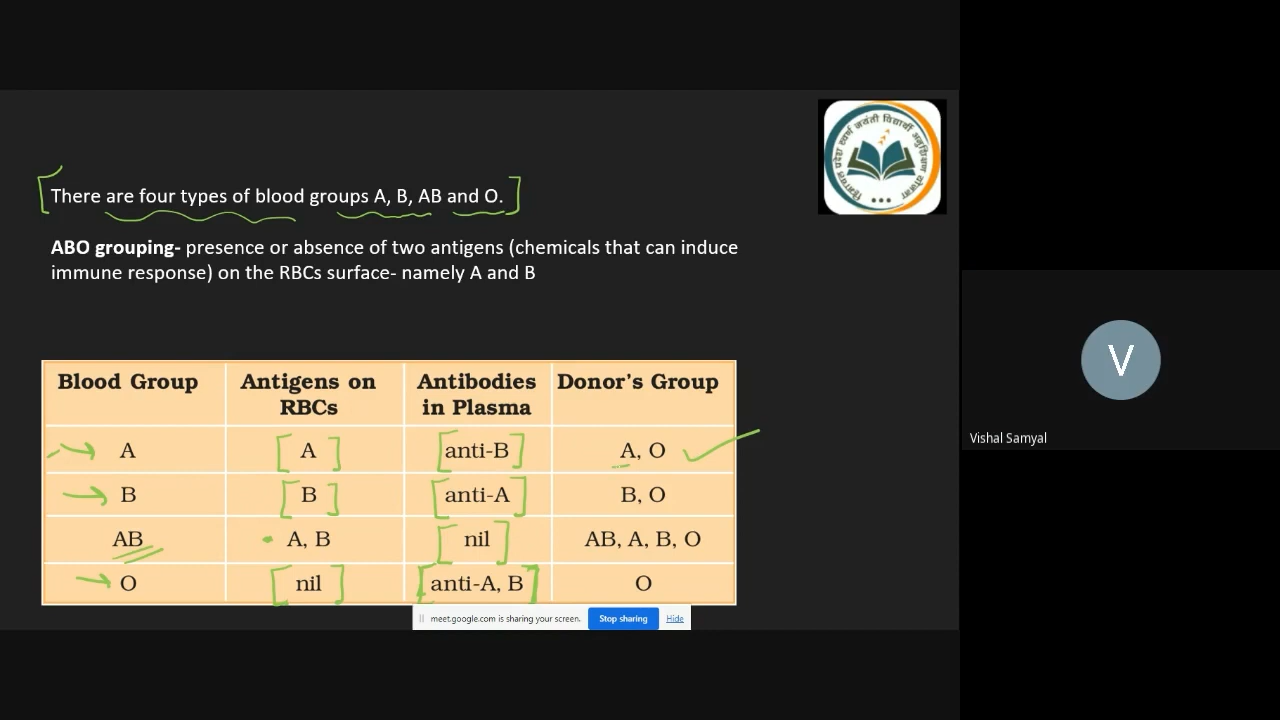 There are four types of blood groups A, B, AB and O.
ABO grouping- presence or absence of two antigens (chemicals that can induce
immune response) on the RBCs surface- namely A and B
Blood Group Antigens on RBCs Antibodies in Plasma Donor's Group
A A anti-B A, O
B B anti-A B, O
AB A, B nil AB, A, B, O
O nil anti-A, B O
meet.google.com is sharing your screen. Stop sharing Hide
V
Vishal Samyal